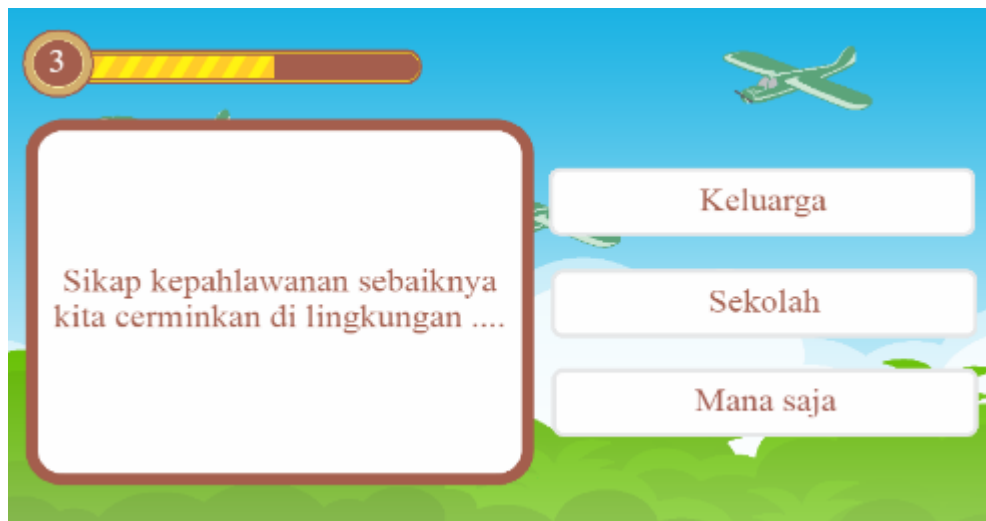 3
Sikap kepahlawanan sebaiknya
kita cerminkan di lingkungan ....
Keluarga
Sekolah
Mana saja